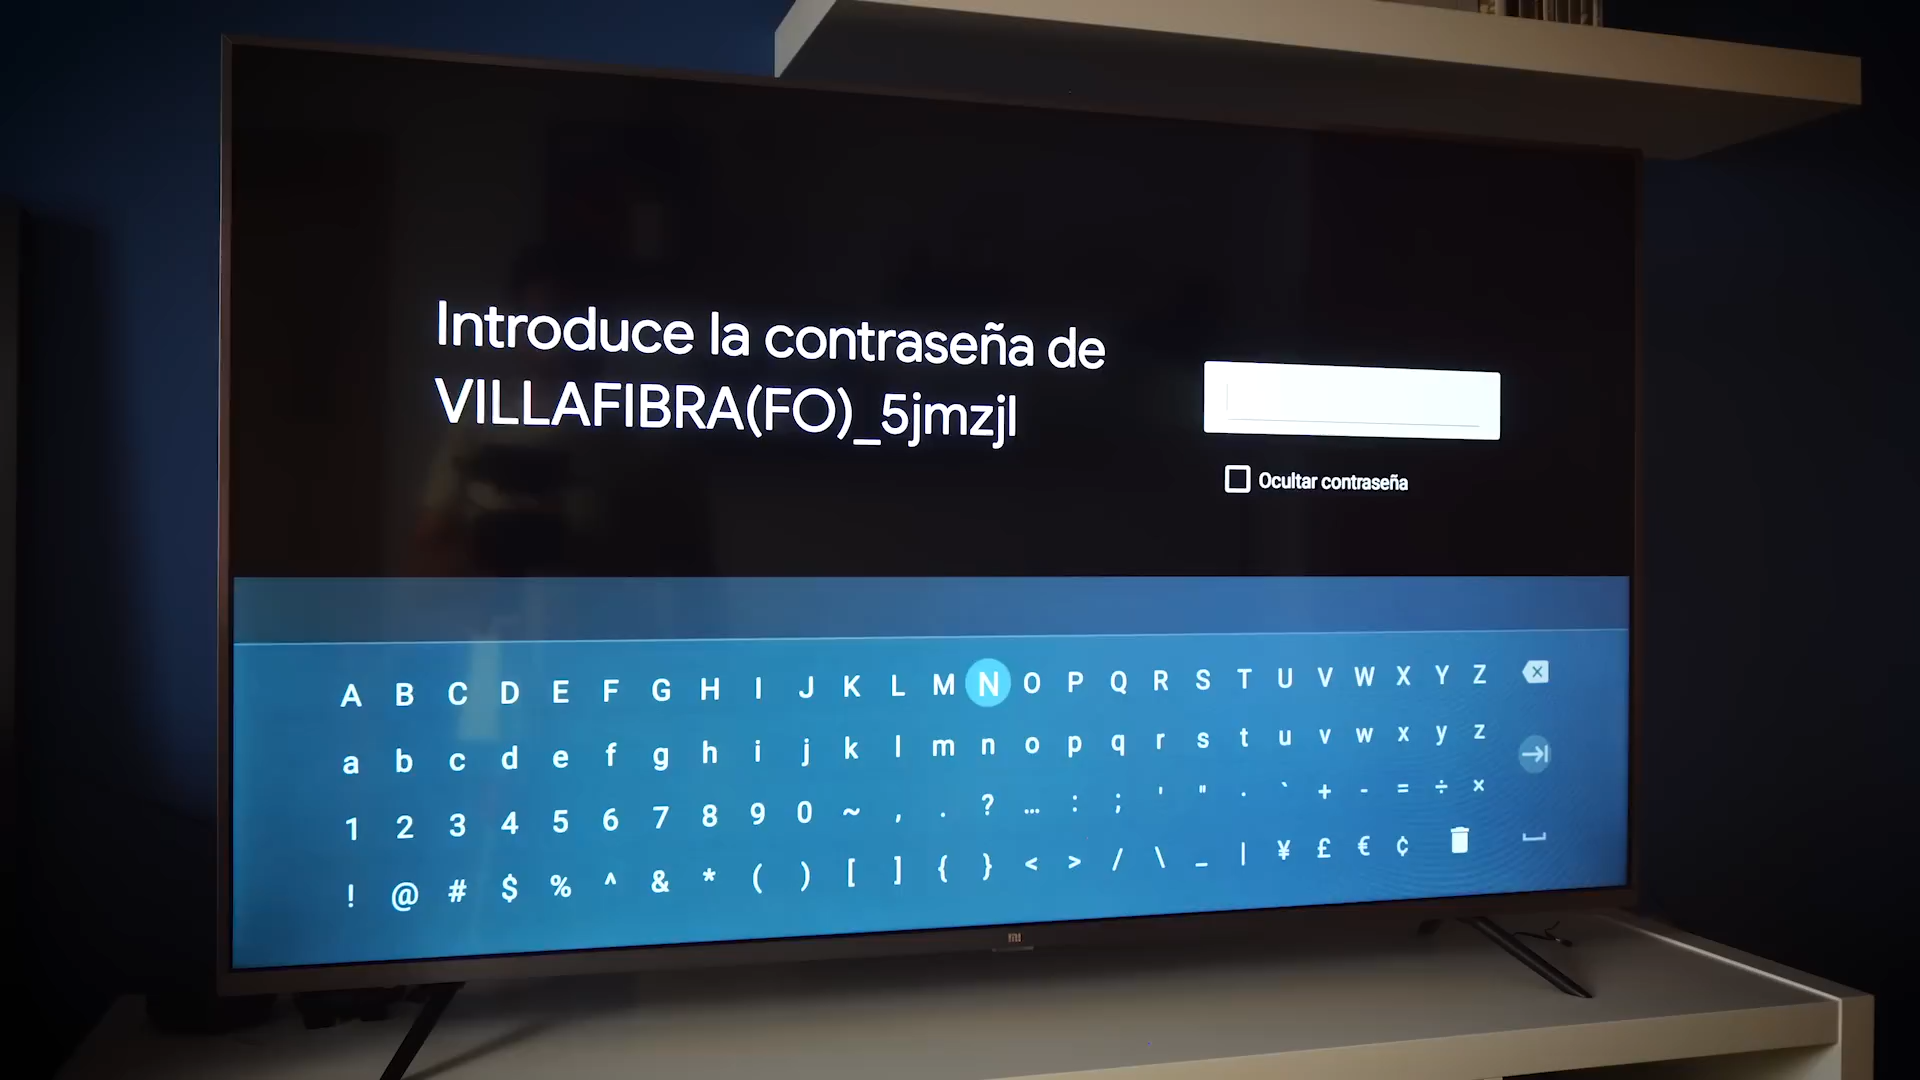 Introduce la contraseña de
VILLAFIBRA(FO)_5jmzjl
Ocultar contraseña
A B C D E F G H I J K L M N O P Q R S T U V W X Y Z
a b c d e f g h i j k l m n o p q r s t u v w x y z
1 2 3 4 5 6 7 8 9 0 ~ , . ? … : ; ' " · ` + - = ÷ ×
! @ # $ % ^ & * ( ) [ ] { } < > / \ _ | ¥ £ € ¢
mi